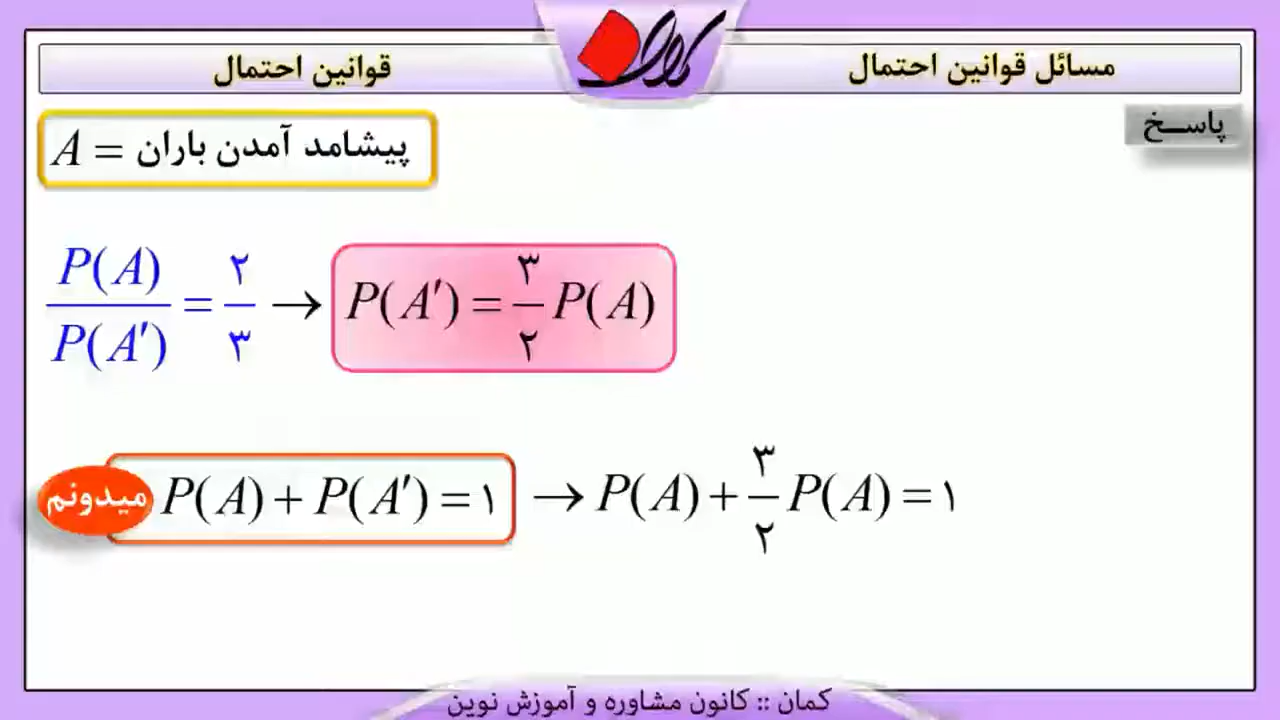 مسائل قوانین احتمال
قوانین احتمال
پاســخ
A = پیشامد آمدن باران
P(A) / P(A′) = ۲ / ۳ → P(A′) = ۳ / ۲ P(A)
میدونم P(A) + P(A′) = ۱ → P(A) + ۳ / ۲ P(A) = ۱
کمان :: کانون مشاوره و آموزش نوین